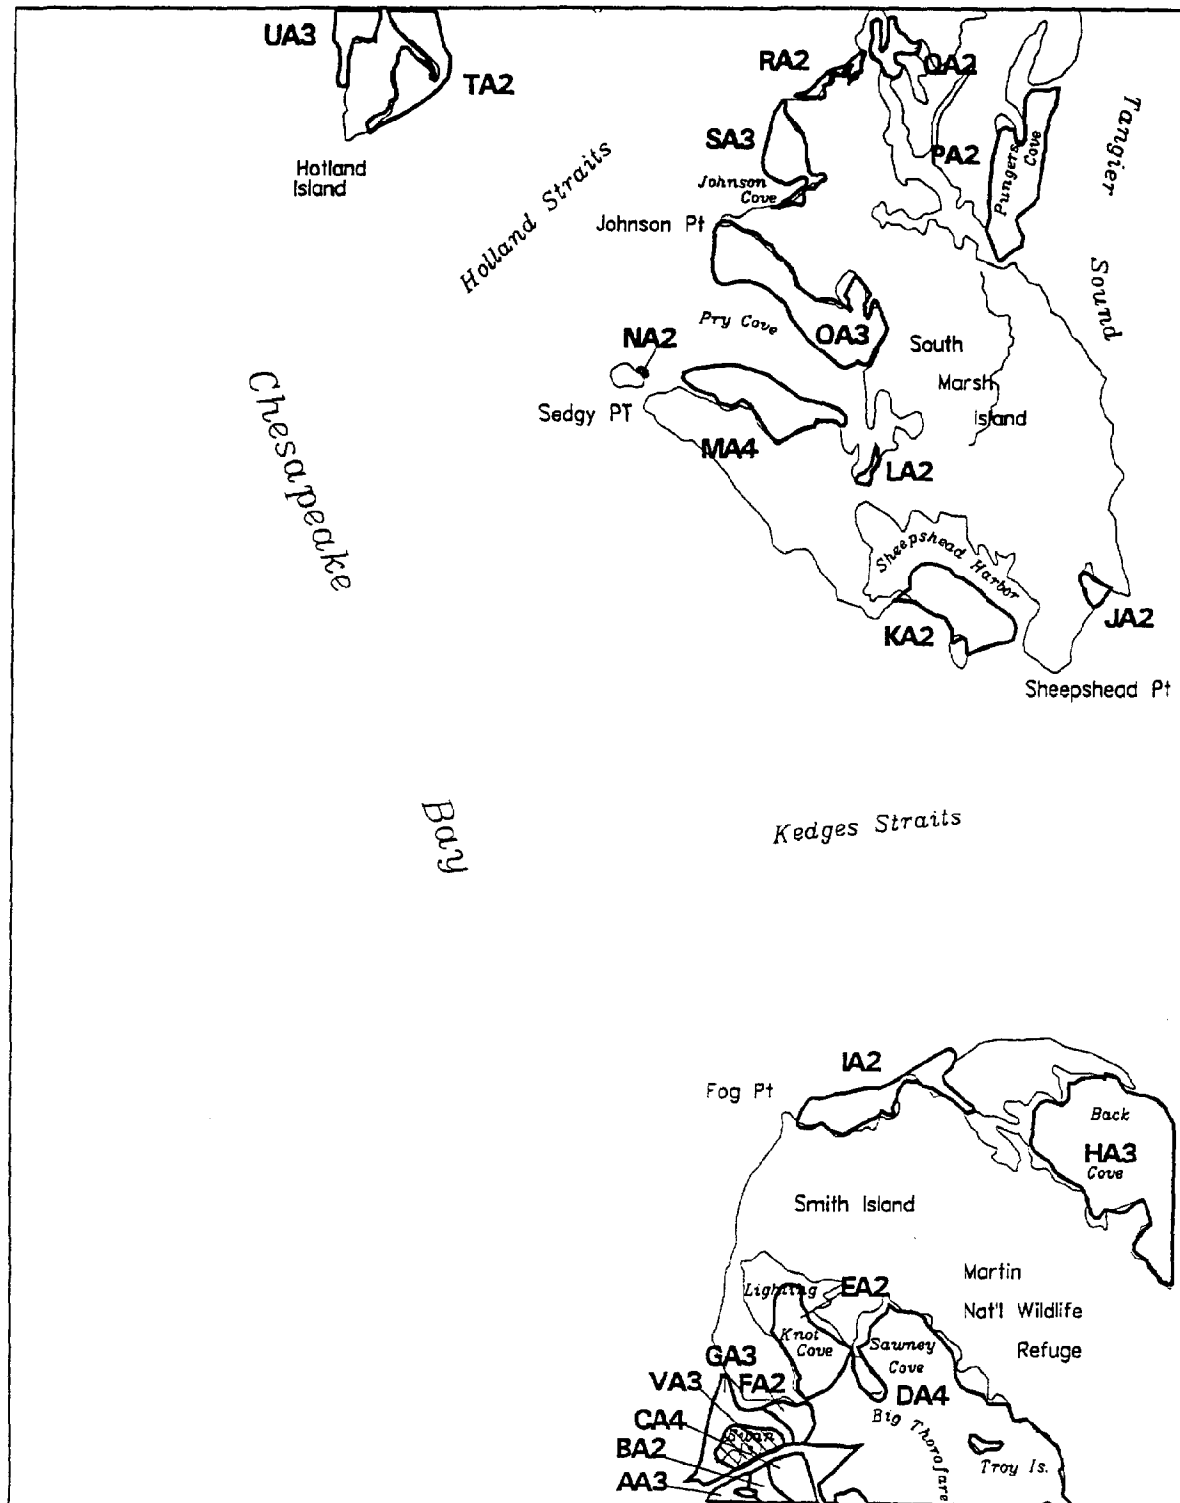 UA3
TA2
Hotland
Island
RA2
QA2
SA3
PA2
Pungers
Cove
Tangier
Sound
Johnson
Cove
Johnson Pt
Holland Straits
Pry Cove
OA3
NA2
South
Marsh
Island
Sedgy PT
MA4
LA2
Chesapeake
Bay
Sheepshead Harbor
KA2
JA2
Sheepshead Pt
Kedges Straits
IA2
Fog Pt
Back
HA3
Cove
Smith Island
Martin
Nat'l Wildlife
Refuge
Lighting
EA2
Knot
Cove
Sawney
Cove
GA3
FA2
VA3
DA4
CA4
Swan
BA2
AA3
Big Thorofare
Troy Is.